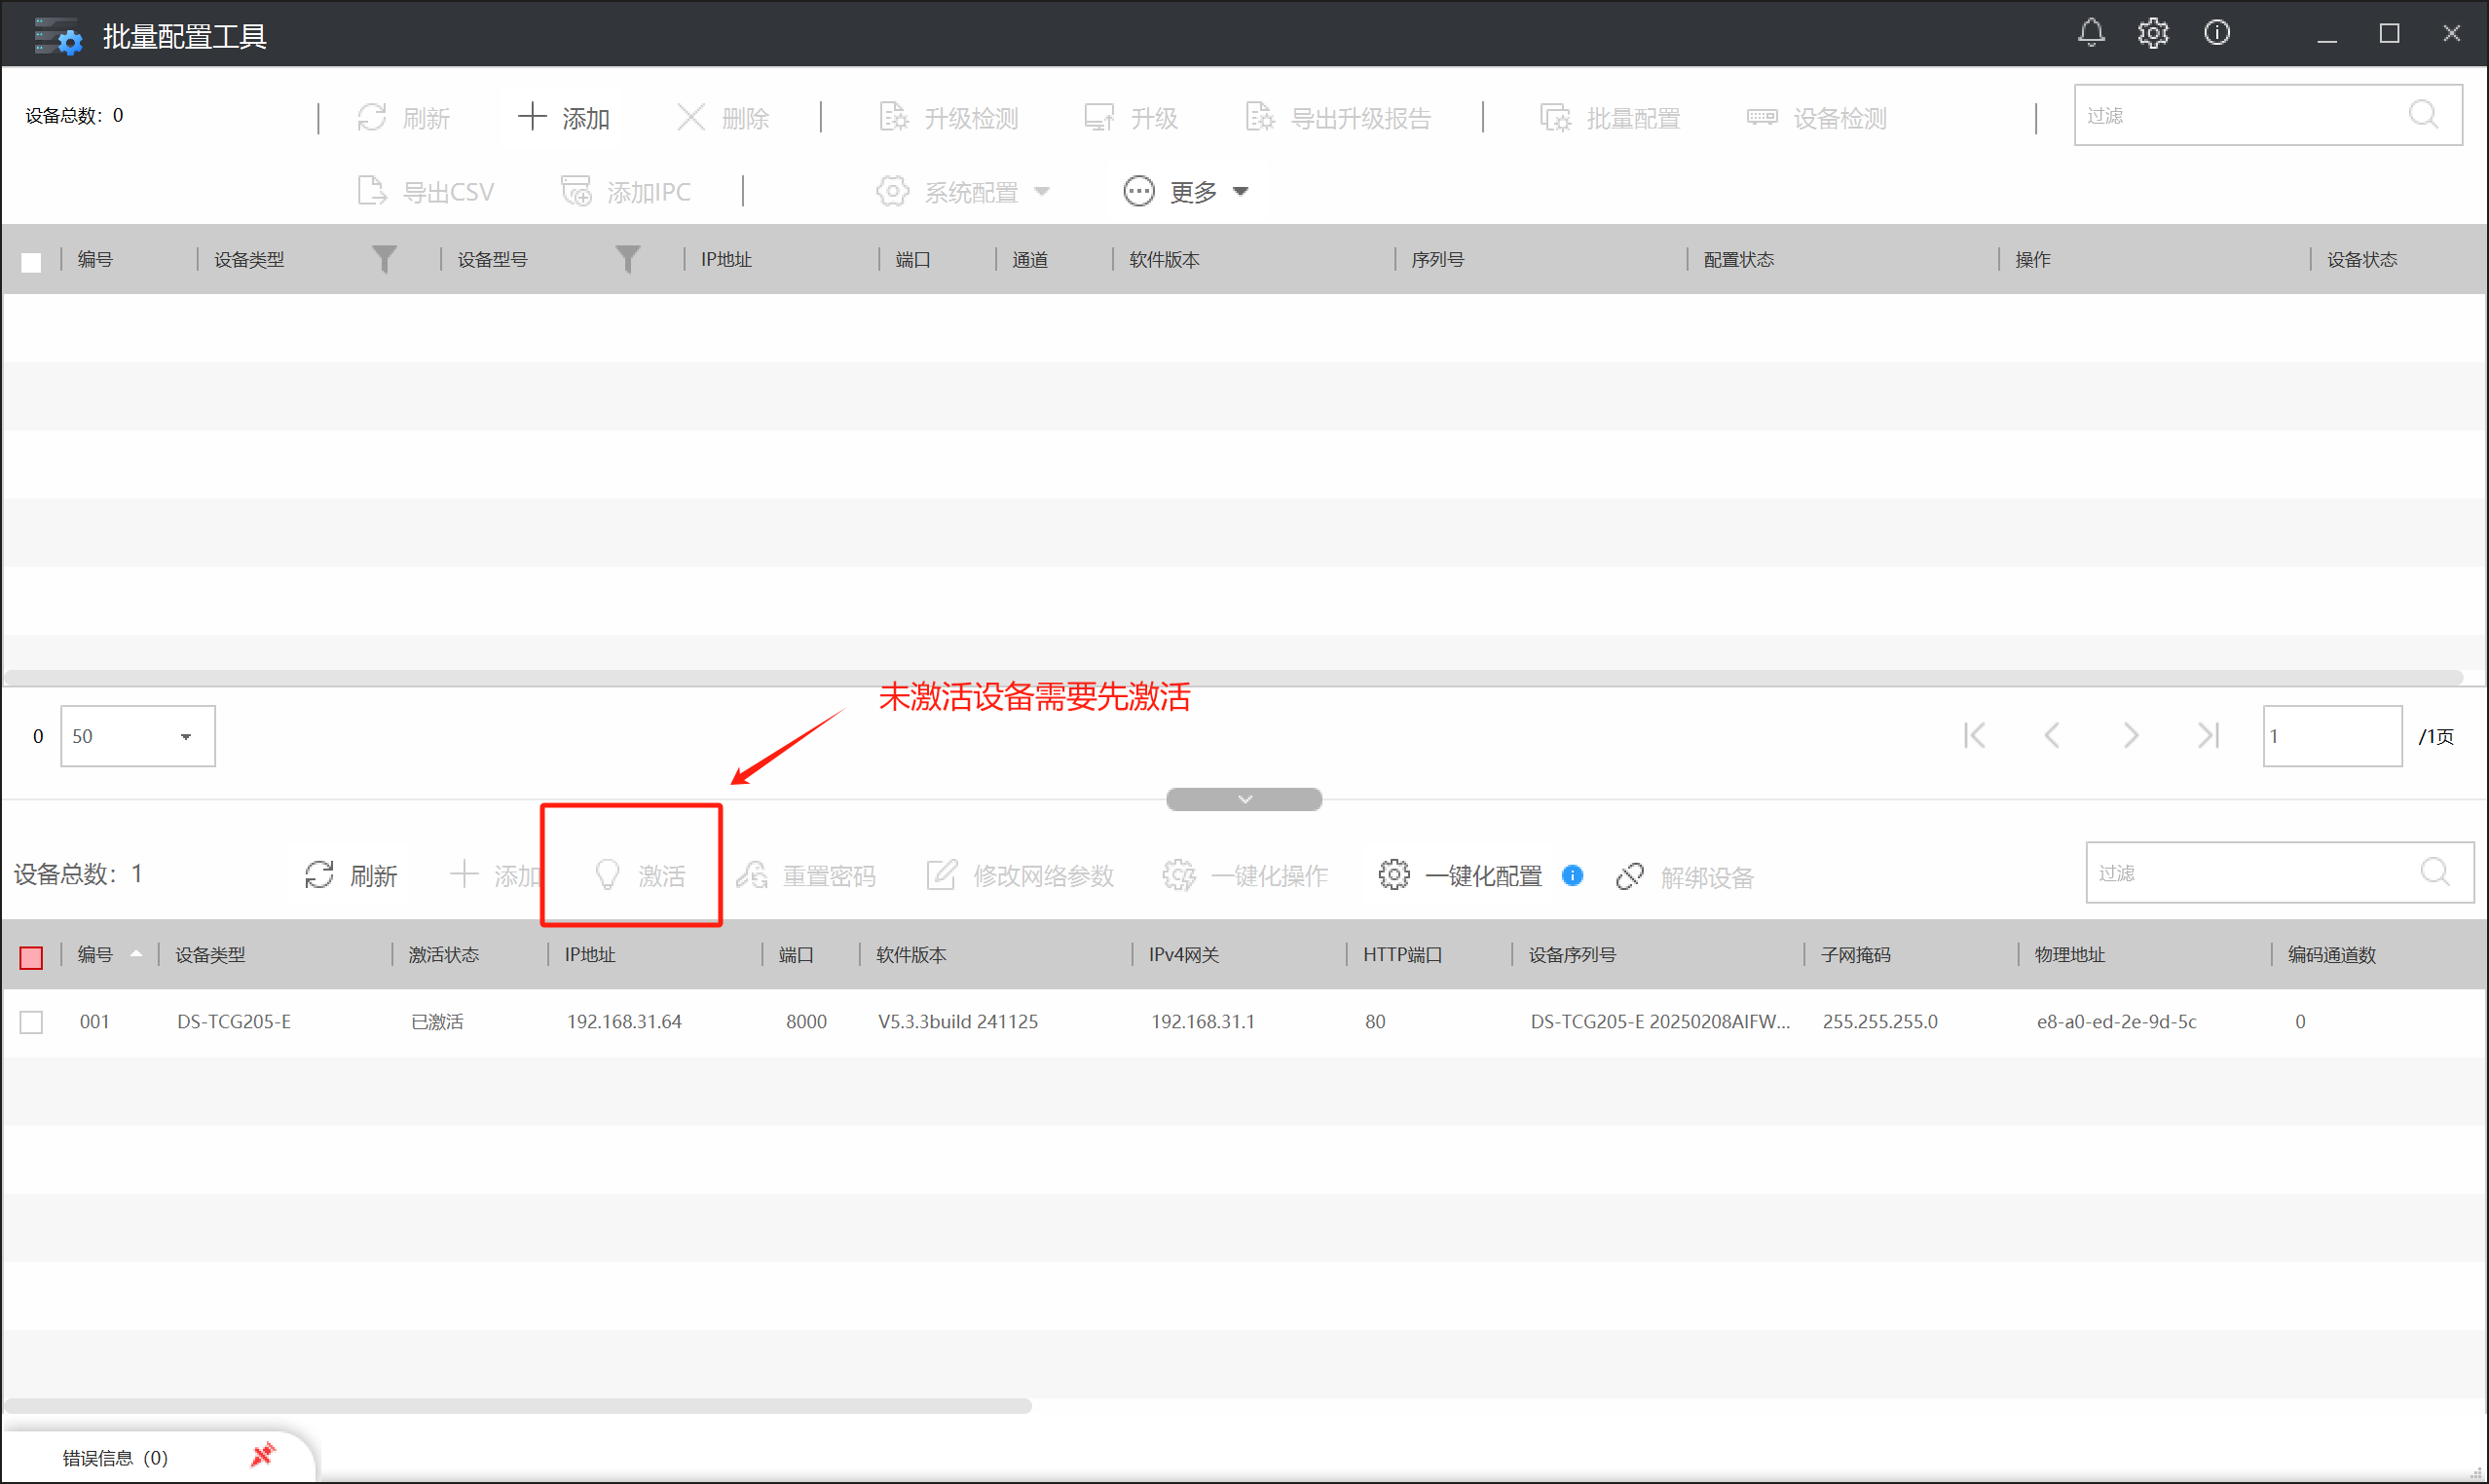 批量配置工具
设备总数：0 刷新 添加 删除 升级检测 升级 导出升级报告 批量配置 设备检测 过滤
导出CSV 添加IPC 系统配置 更多
编号 设备类型 设备型号 IP地址 端口 通道 软件版本 序列号 配置状态 操作 设备状态
未激活设备需要先激活
0 50 1 /1页
设备总数：1 刷新 添加 激活 重置密码 修改网络参数 一键化操作 一键化配置 解绑设备 过滤
编号 设备类型 激活状态 IP地址 端口 软件版本 IPv4网关 HTTP端口 设备序列号 子网掩码 物理地址 编码通道数
001 DS-TCG205-E 已激活 192.168.31.64 8000 V5.3.3build 241125 192.168.31.1 80 DS-TCG205-E 20250208AIFW... 255.255.255.0 e8-a0-ed-2e-9d-5c 0
错误信息（0）